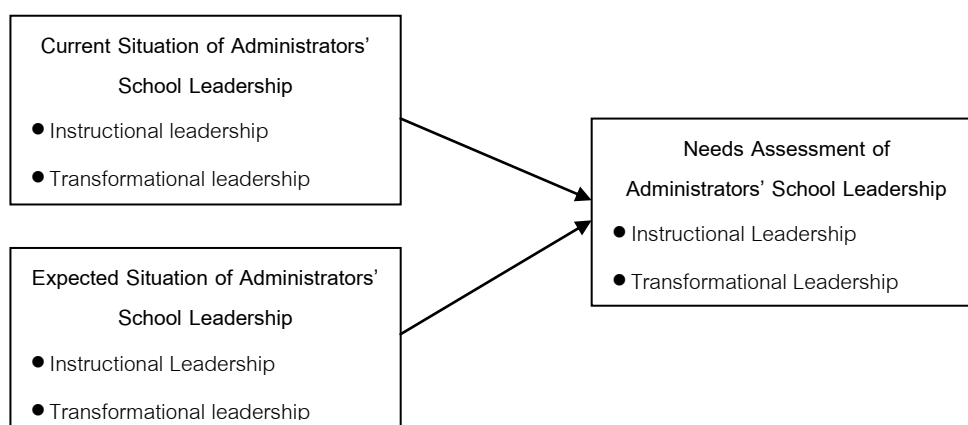 Current Situation of Administrators’
School Leadership
● Instructional leadership
● Transformational leadership
Expected Situation of Administrators’
School Leadership
● Instructional Leadership
● Transformational leadership
Needs Assessment of
Administrators’ School Leadership
● Instructional Leadership
● Transformational Leadership